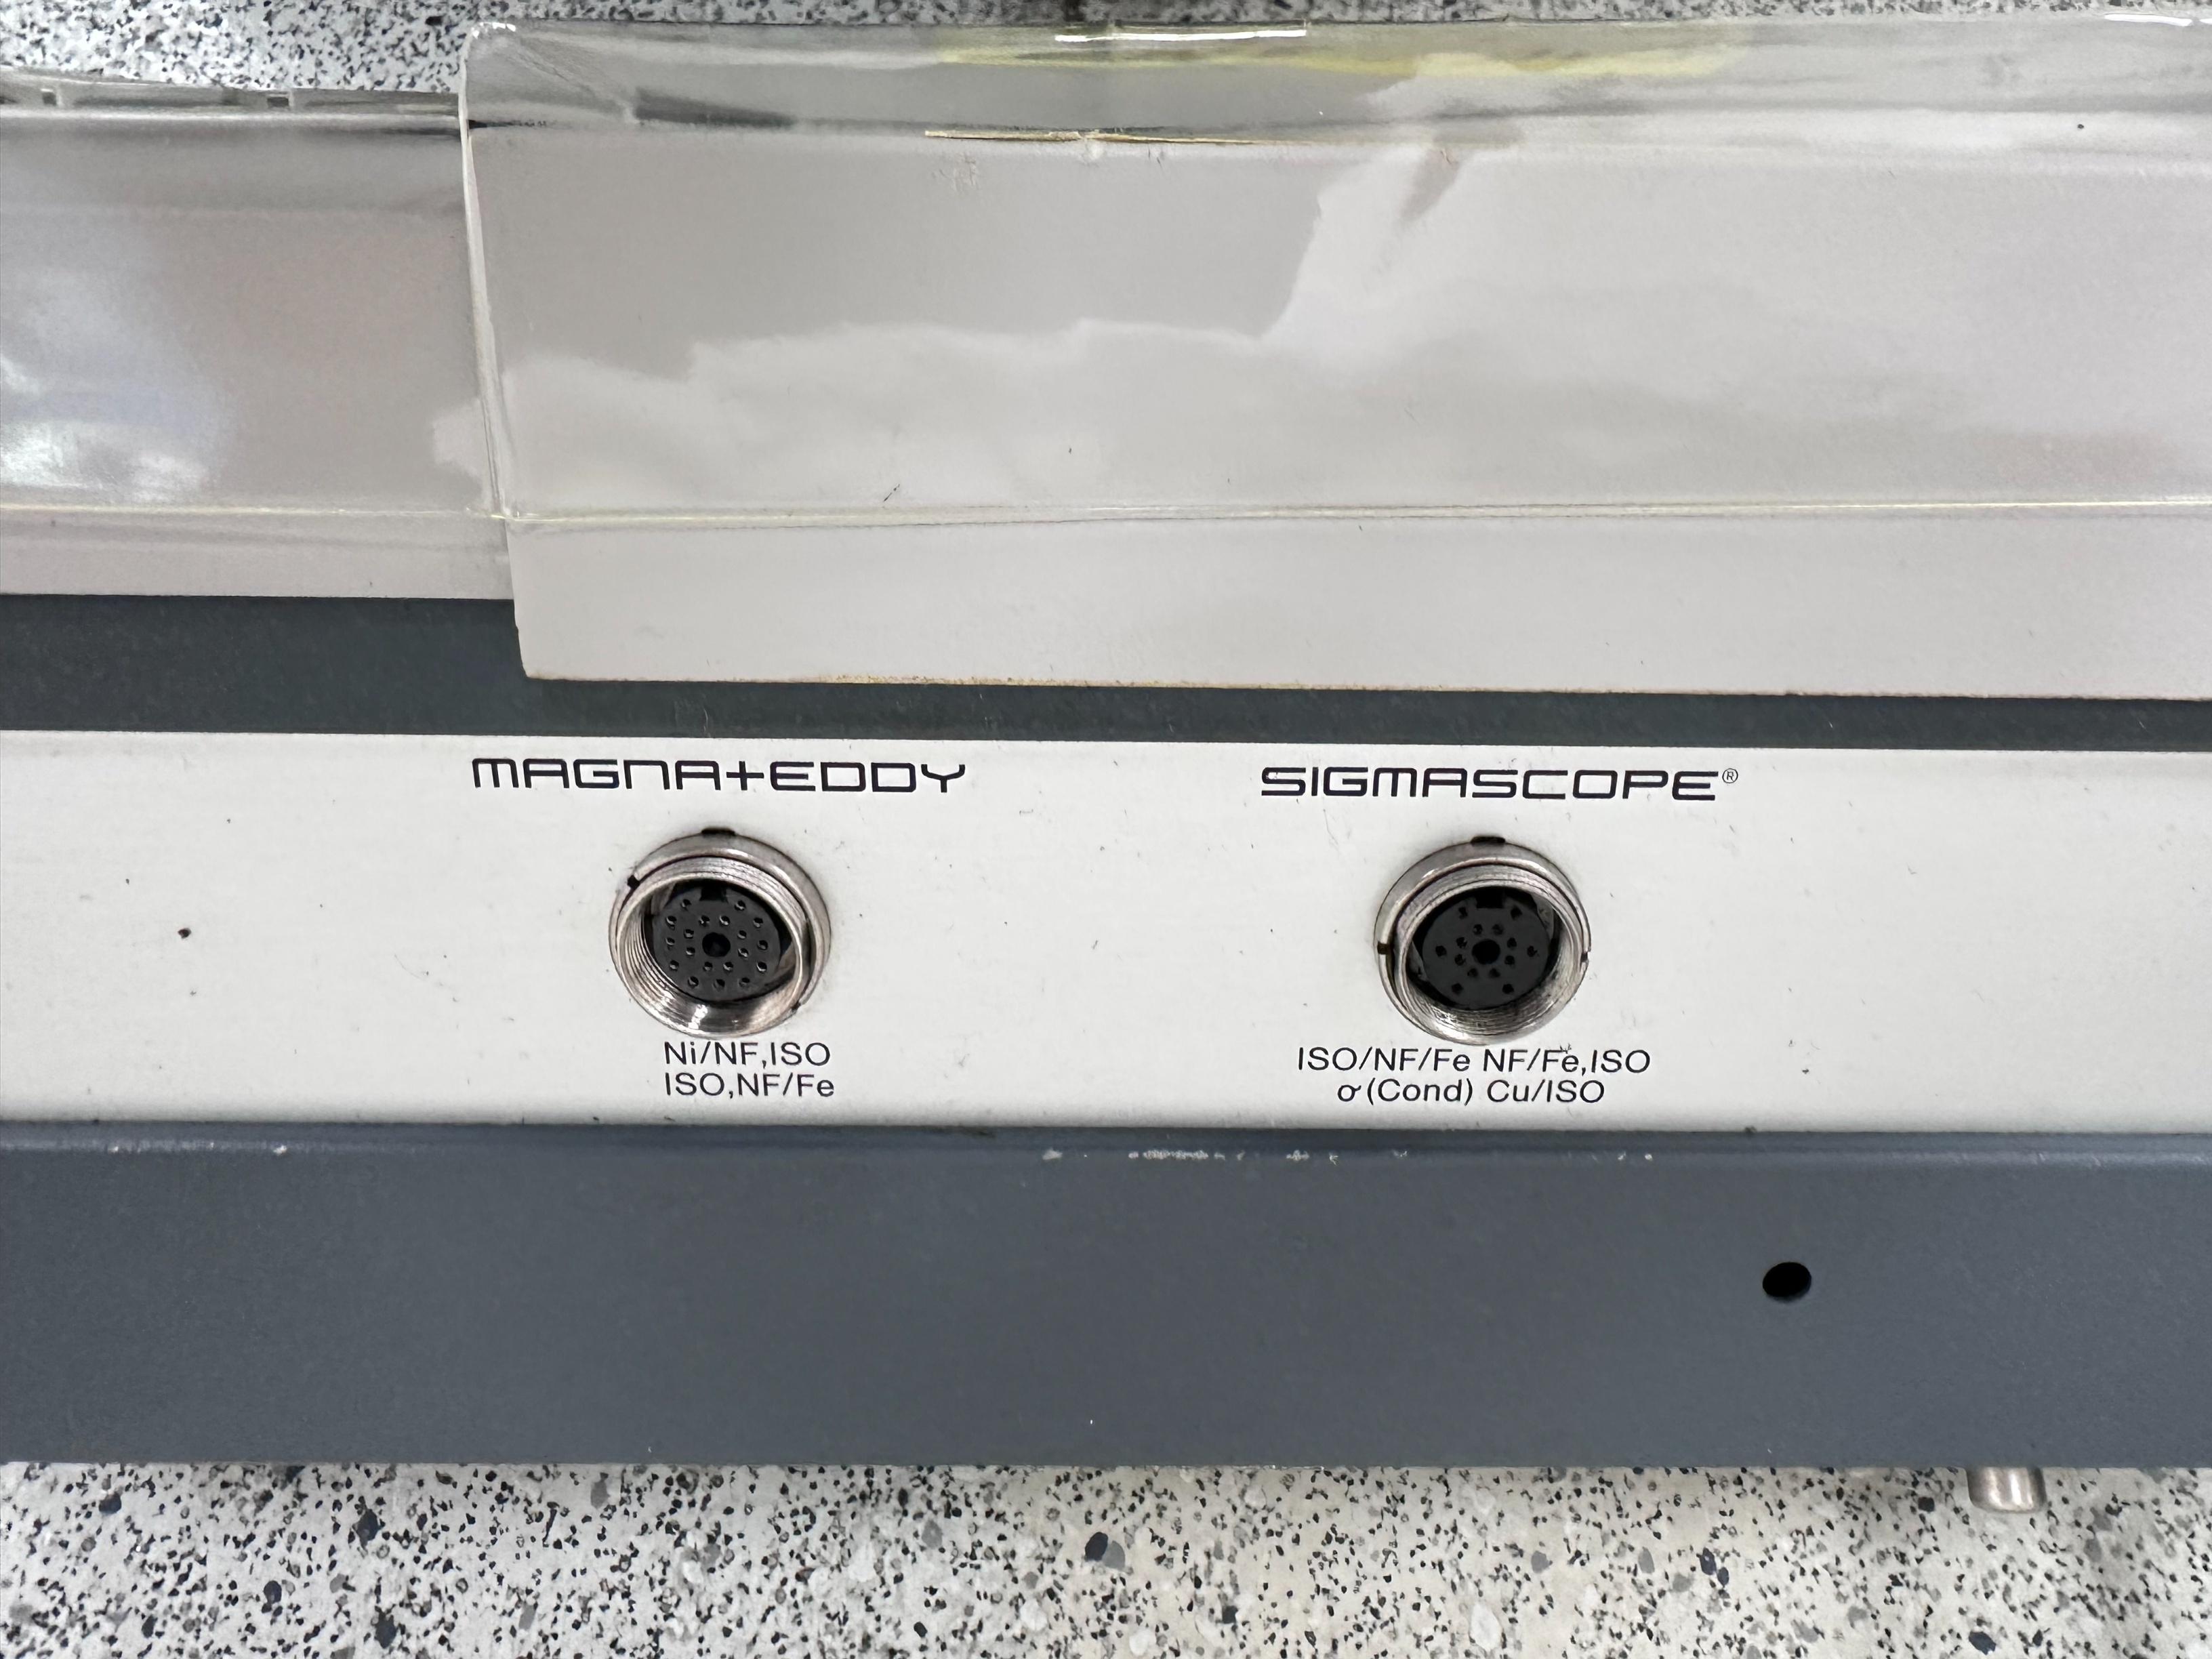 MAGNA+EDDY
Ni/NF,ISO
ISO,NF/Fe
SIGMASCOPE®
ISO/NF/Fe NF/Fe,ISO
σ(Cond) Cu/ISO